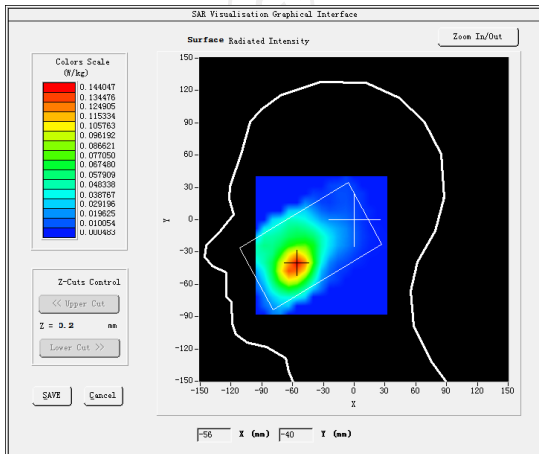 SAR Visualisation Graphical Interface
Surface Radiated Intensity
Zoom In/Out
Colors Scale
(W/kg)
0.144047
0.134476
0.124905
0.115334
0.105763
0.096192
0.086621
0.077050
0.067480
0.057909
0.048338
0.038767
0.029196
0.019625
0.010054
0.000483
Z-Cuts Control
<< Upper Cut
Z = 0.2 mm
Lower Cut >>
SAVE
Cancel
150
120
90
60
30
0
-30
-60
-90
-120
-150
Y
-150 -120 -90 -60 -30 0 30 60 90 120 150
X
-56 X (mm) -40 Y (mm)